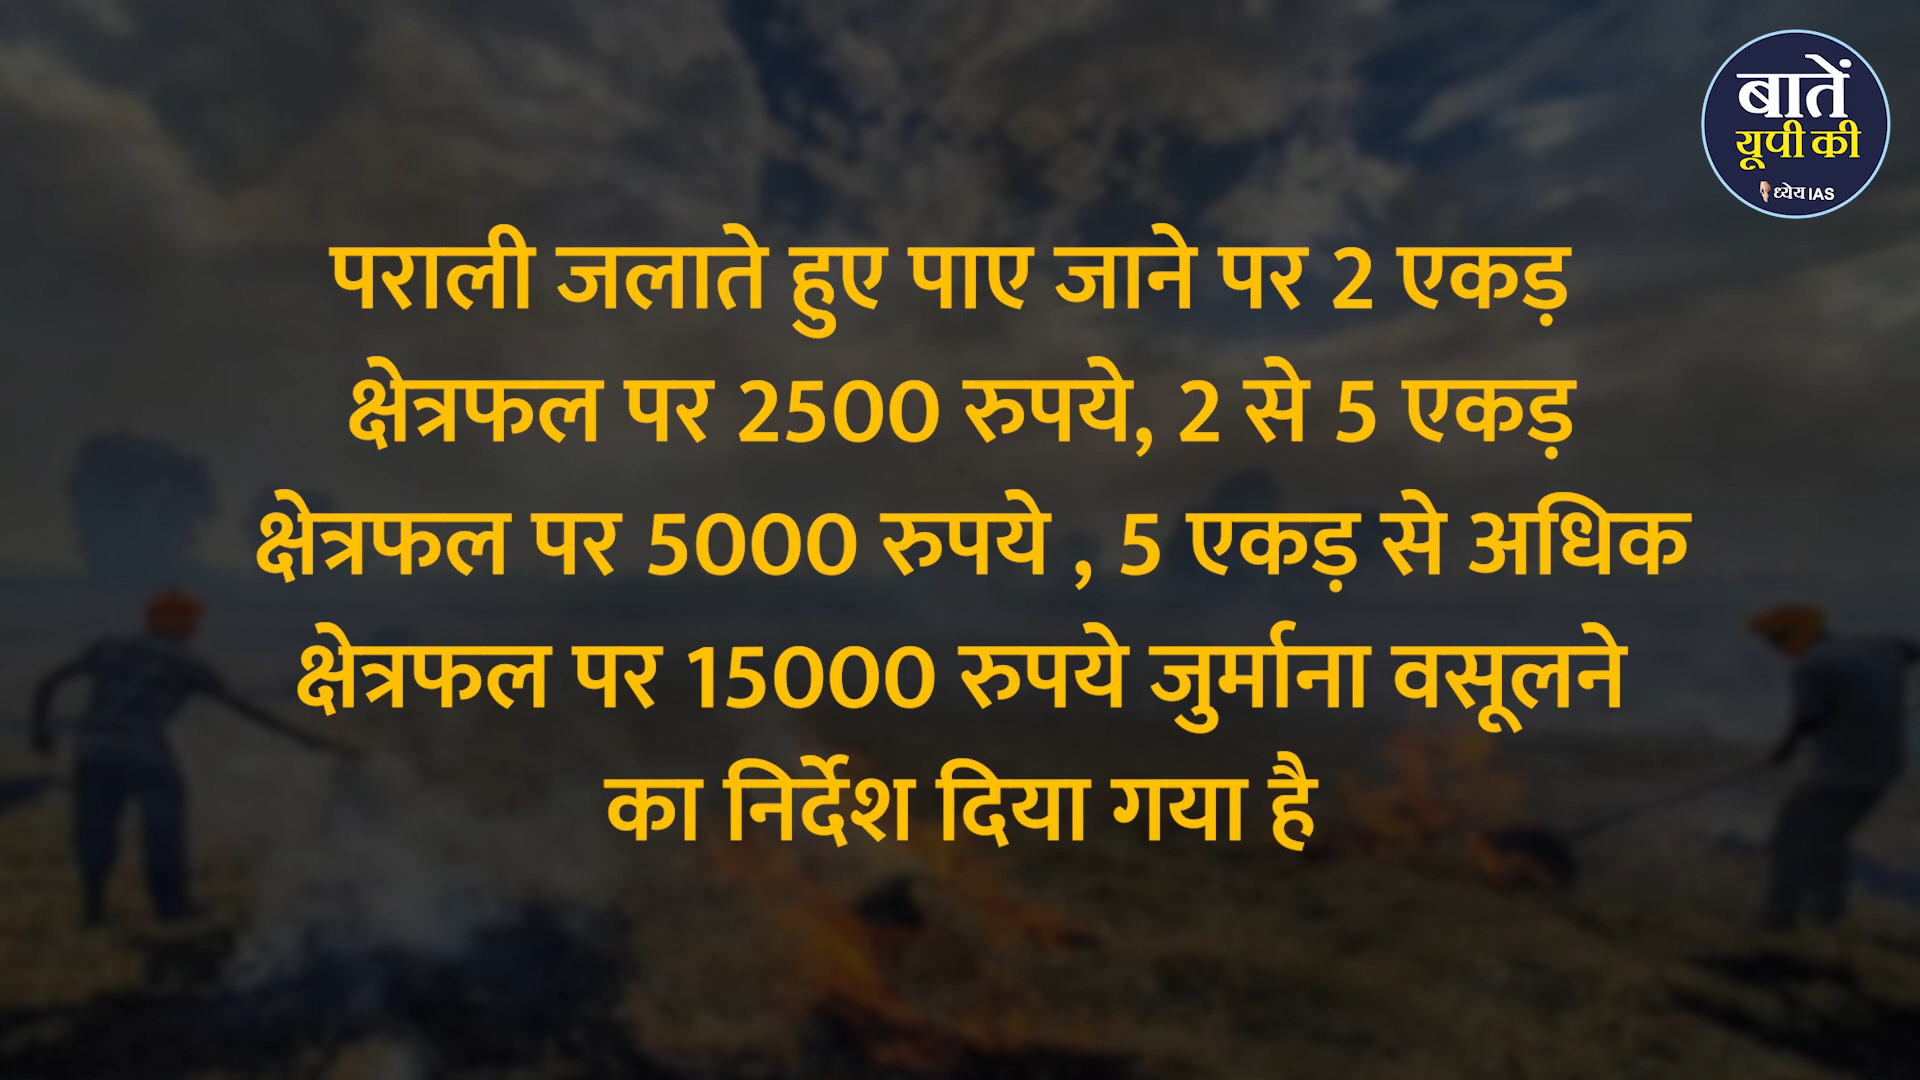 बातें
यूपी की
ध्येय IAS
पराली जलाते हुए पाए जाने पर 2 एकड़
क्षेत्रफल पर 2500 रुपये, 2 से 5 एकड़
क्षेत्रफल पर 5000 रुपये , 5 एकड़ से अधिक
क्षेत्रफल पर 15000 रुपये जुर्माना वसूलने
का निर्देश दिया गया है